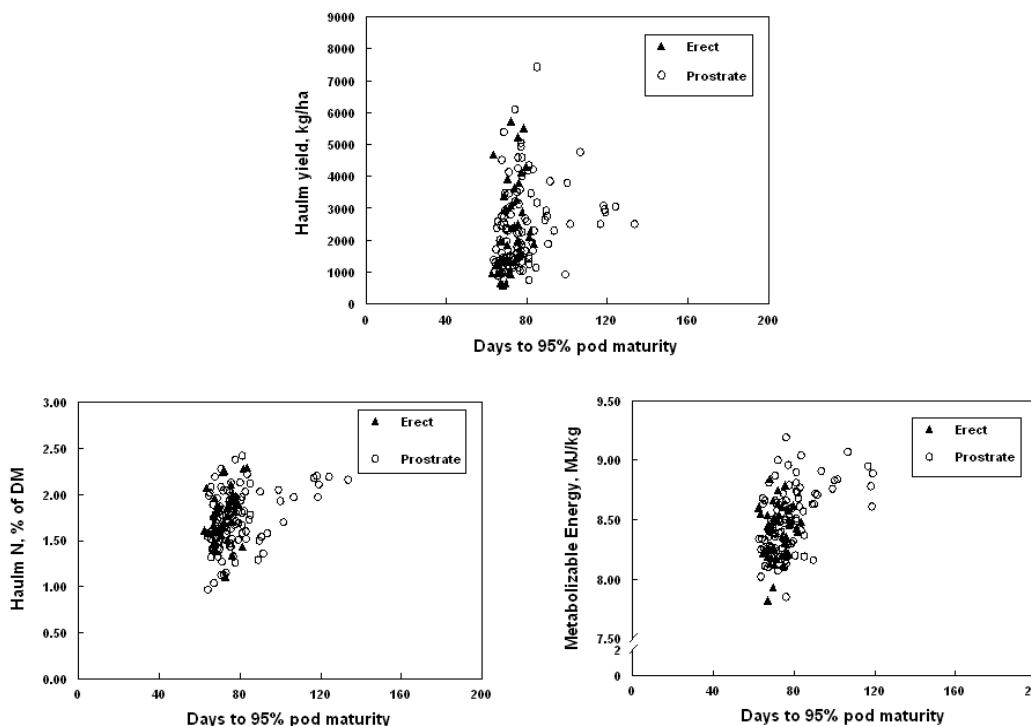 9000
8000
7000
6000
5000
4000
3000
2000
1000
0
Haulm yield, kg/ha
Erect
Prostrate
0 40 80 120 160 200
Days to 95% pod maturity
3.00
2.50
2.00
1.50
1.00
0.50
0.00
Haulm N, % of DM
Erect
Prostrate
0 40 80 120 160 200
Days to 95% pod maturity
9.50
9.00
8.50
8.00
7.50
2
0
Metabolizable Energy, MJ/kg
Erect
Prostrate
0 40 80 120 160
Days to 95% pod maturity